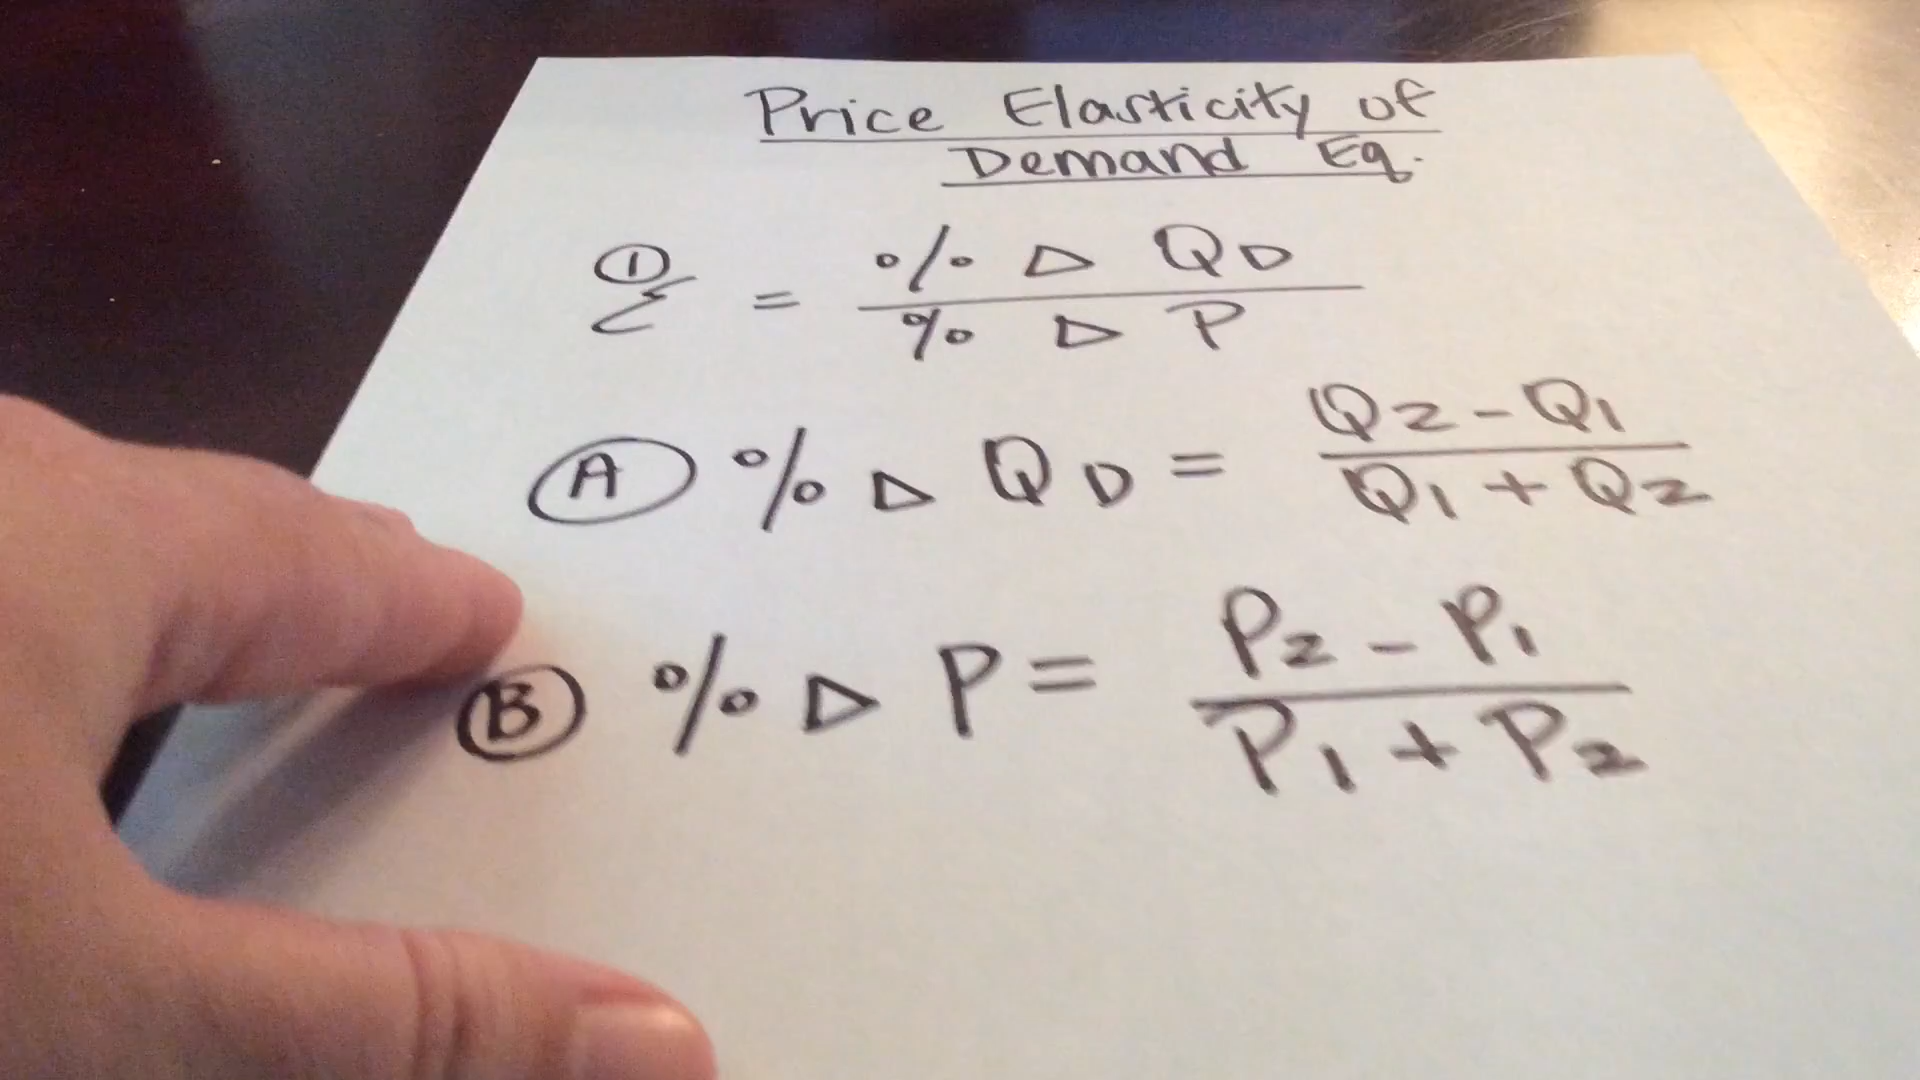 Price Elasticity of
Demand Eq.
①
Ʃ = % Δ QD / % Δ P
Ⓐ % Δ QD = Q2 - Q1 / Q1 + Q2
Ⓑ % Δ P = P2 - P1 / P1 + P2